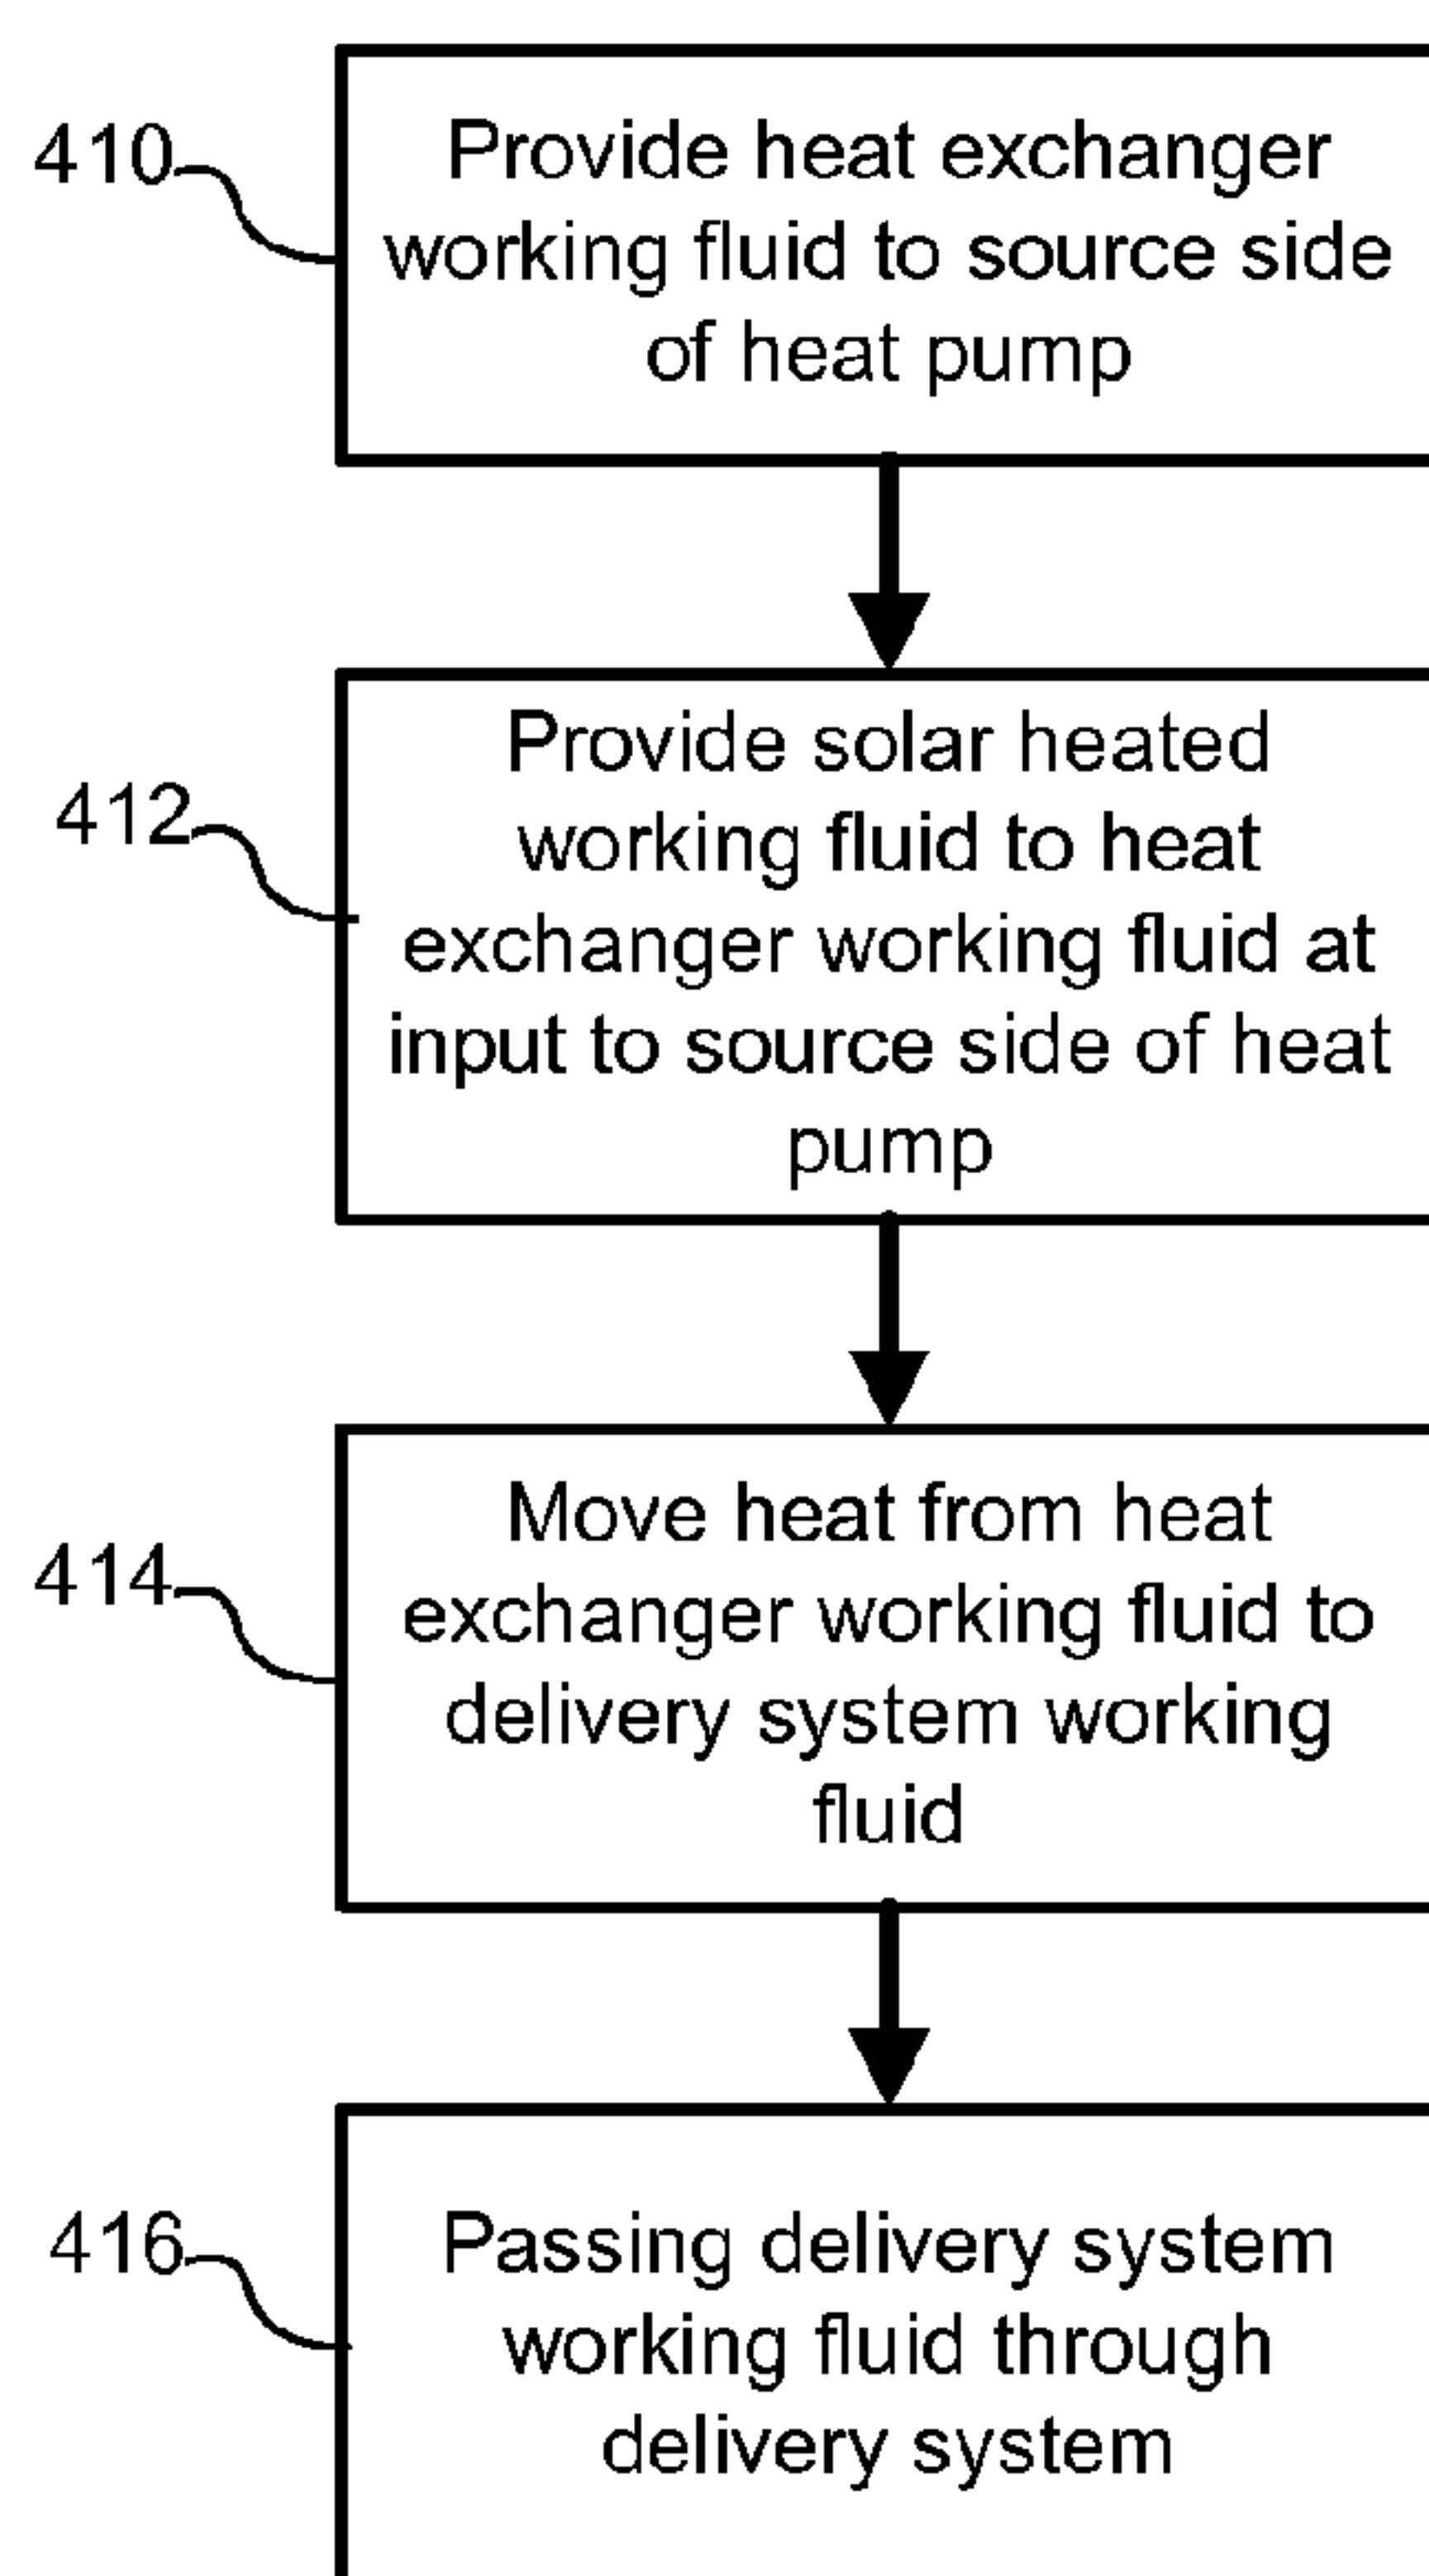 410
Provide heat exchanger
working fluid to source side
of heat pump
412
Provide solar heated
working fluid to heat
exchanger working fluid at
input to source side of heat
pump
414
Move heat from heat
exchanger working fluid to
delivery system working
fluid
416
Passing delivery system
working fluid through
delivery system